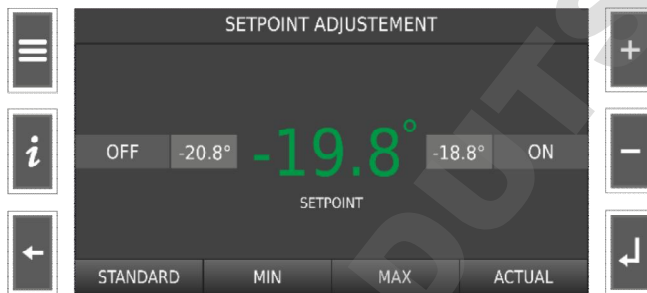 SETPOINT ADJUSTEMENT
+
i
OFF -20.8° -19.8° -18.8° ON
−
SETPOINT
STANDARD MIN MAX ACTUAL